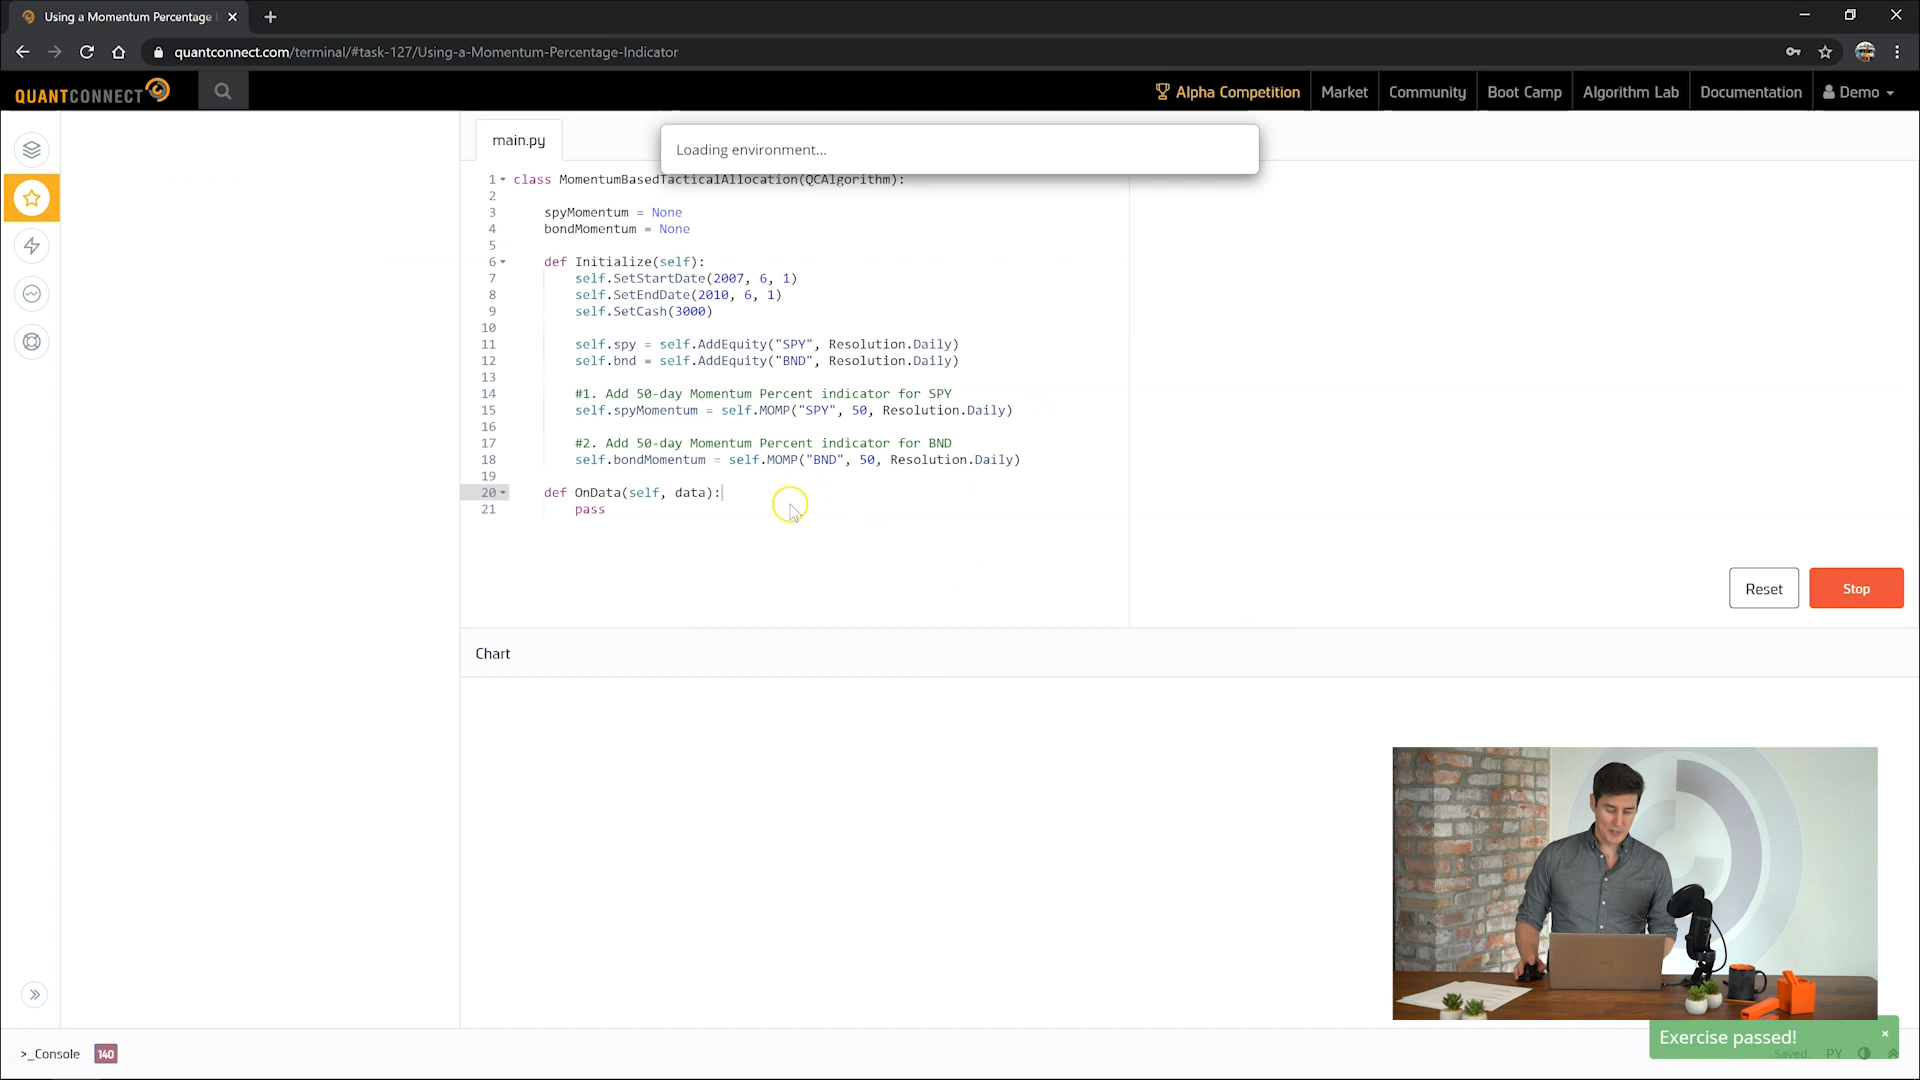 Using a Momentum Percentage
quantconnect.com/terminal/#task-127/Using-a-Momentum-Percentage-Indicator
QUANTCONNECT
Alpha Competition
Market
Community
Boot Camp
Algorithm Lab
Documentation
Demo
main.py
Loading environment...
1 class MomentumBasedTacticalAllocation(QCAlgorithm):
2
3 spyMomentum = None
4 bondMomentum = None
5
6 def Initialize(self):
7 self.SetStartDate(2007, 6, 1)
8 self.SetEndDate(2010, 6, 1)
9 self.SetCash(3000)
10
11 self.spy = self.AddEquity("SPY", Resolution.Daily)
12 self.bnd = self.AddEquity("BND", Resolution.Daily)
13
14 #1. Add 50-day Momentum Percent indicator for SPY
15 self.spyMomentum = self.MOMP("SPY", 50, Resolution.Daily)
16
17 #2. Add 50-day Momentum Percent indicator for BND
18 self.bondMomentum = self.MOMP("BND", 50, Resolution.Daily)
19
20 def OnData(self, data):
21 pass
Reset
Stop
Chart
Exercise passed!
>_Console 140
Saved PY